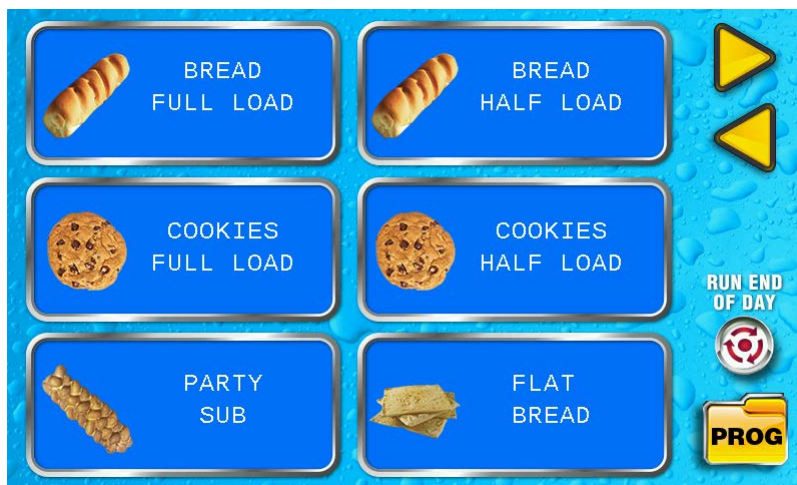 BREAD
FULL LOAD
BREAD
HALF LOAD
COOKIES
FULL LOAD
COOKIES
HALF LOAD
RUN END
OF DAY
PARTY
SUB
FLAT
BREAD
PROG